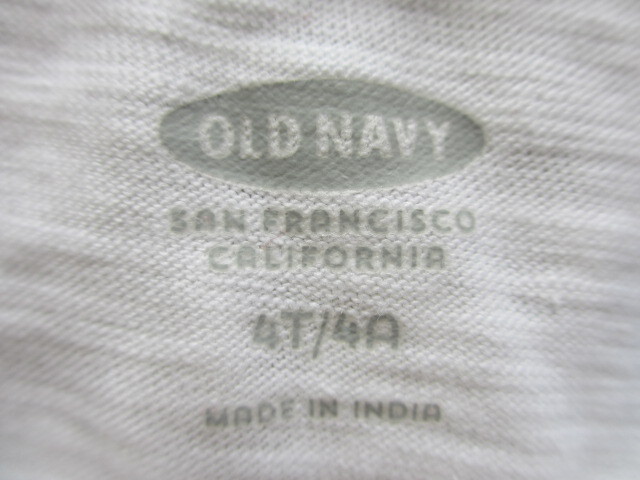 OLD NAVY
SAN FRANCISCO
CALIFORNIA
4T/4A
MADE IN INDIA